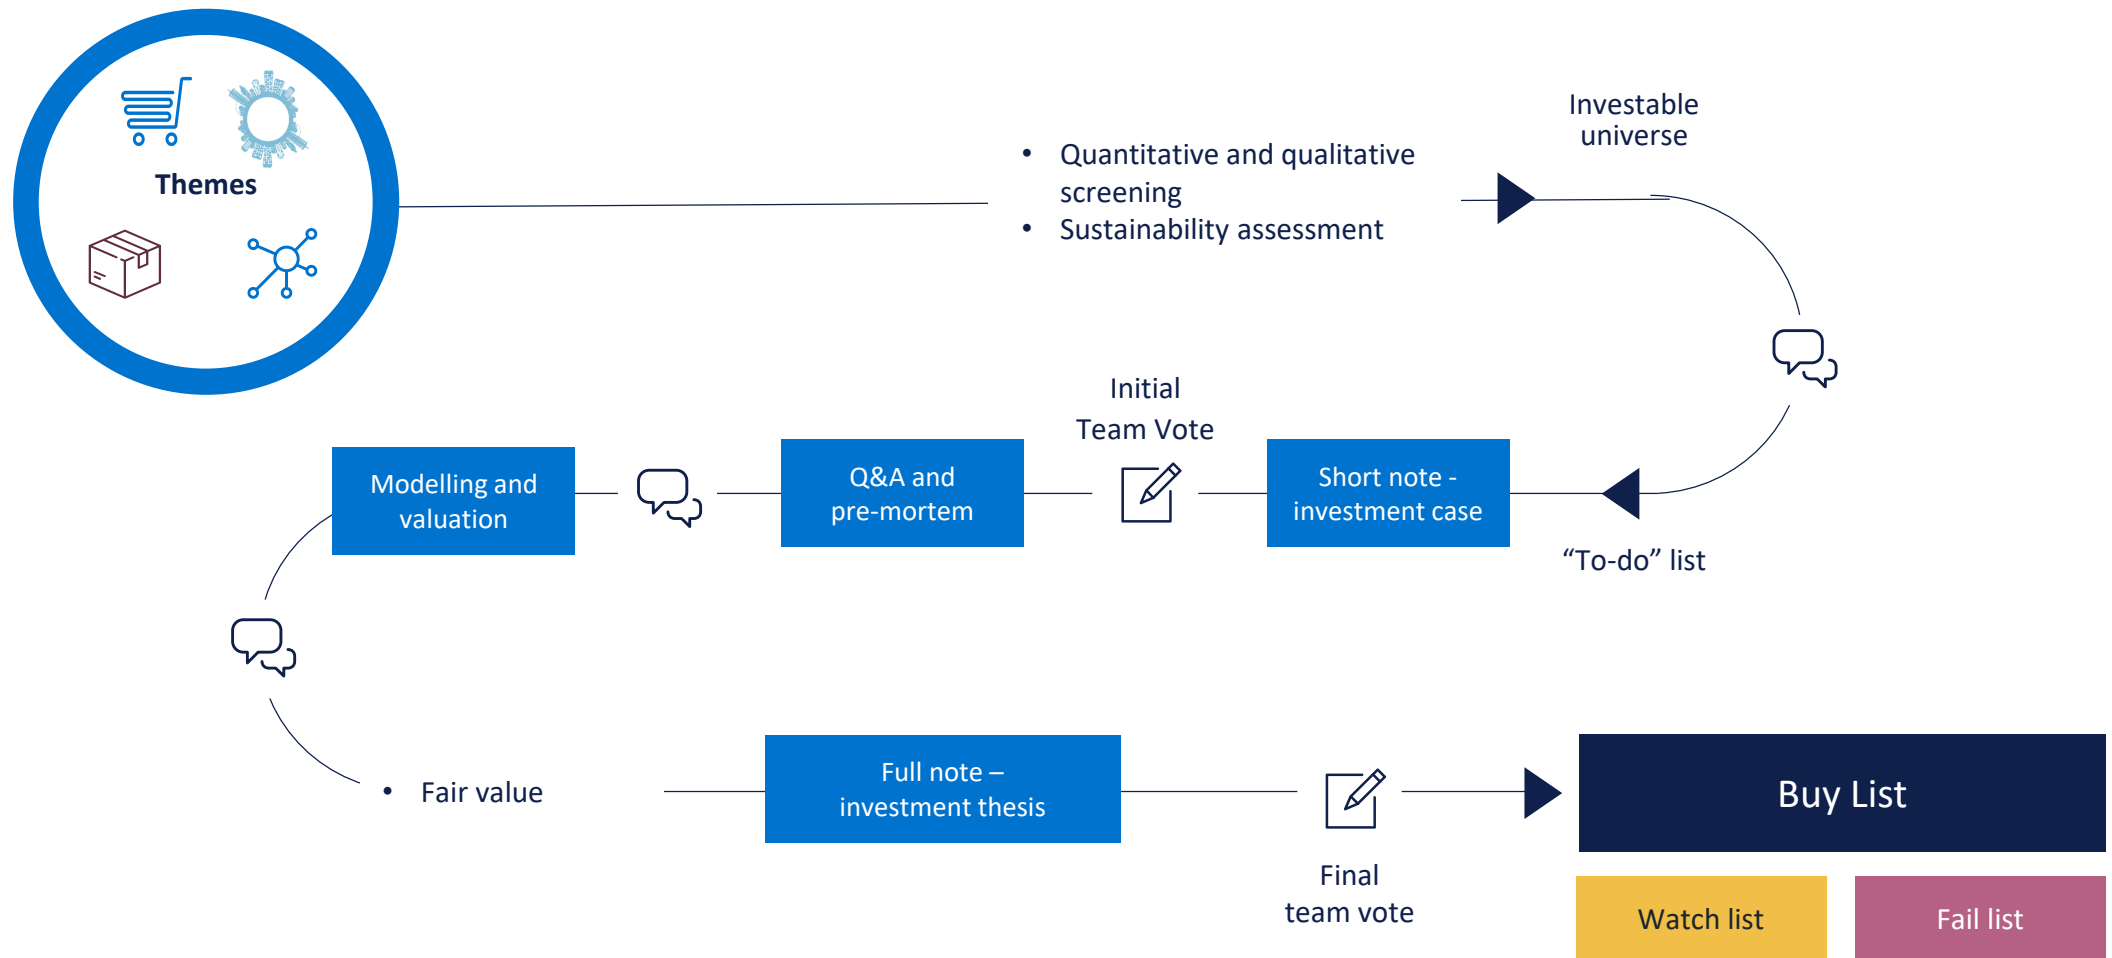 Themes
• Quantitative and qualitative
screening
• Sustainability assessment
Investable
universe
Initial
Team Vote
Modelling and
valuation
Q&A and
pre-mortem
Short note -
investment case
“To-do” list
• Fair value
Full note –
investment thesis
Final
team vote
Buy List
Watch list
Fail list